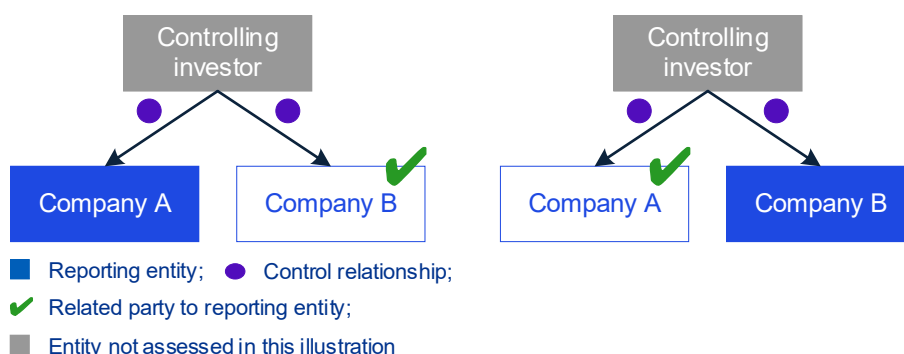 Controlling
investor
Controlling
investor
Company A
Company B
Company A
Company B
Reporting entity; Control relationship;
Related party to reporting entity;
Entity not assessed in this illustration